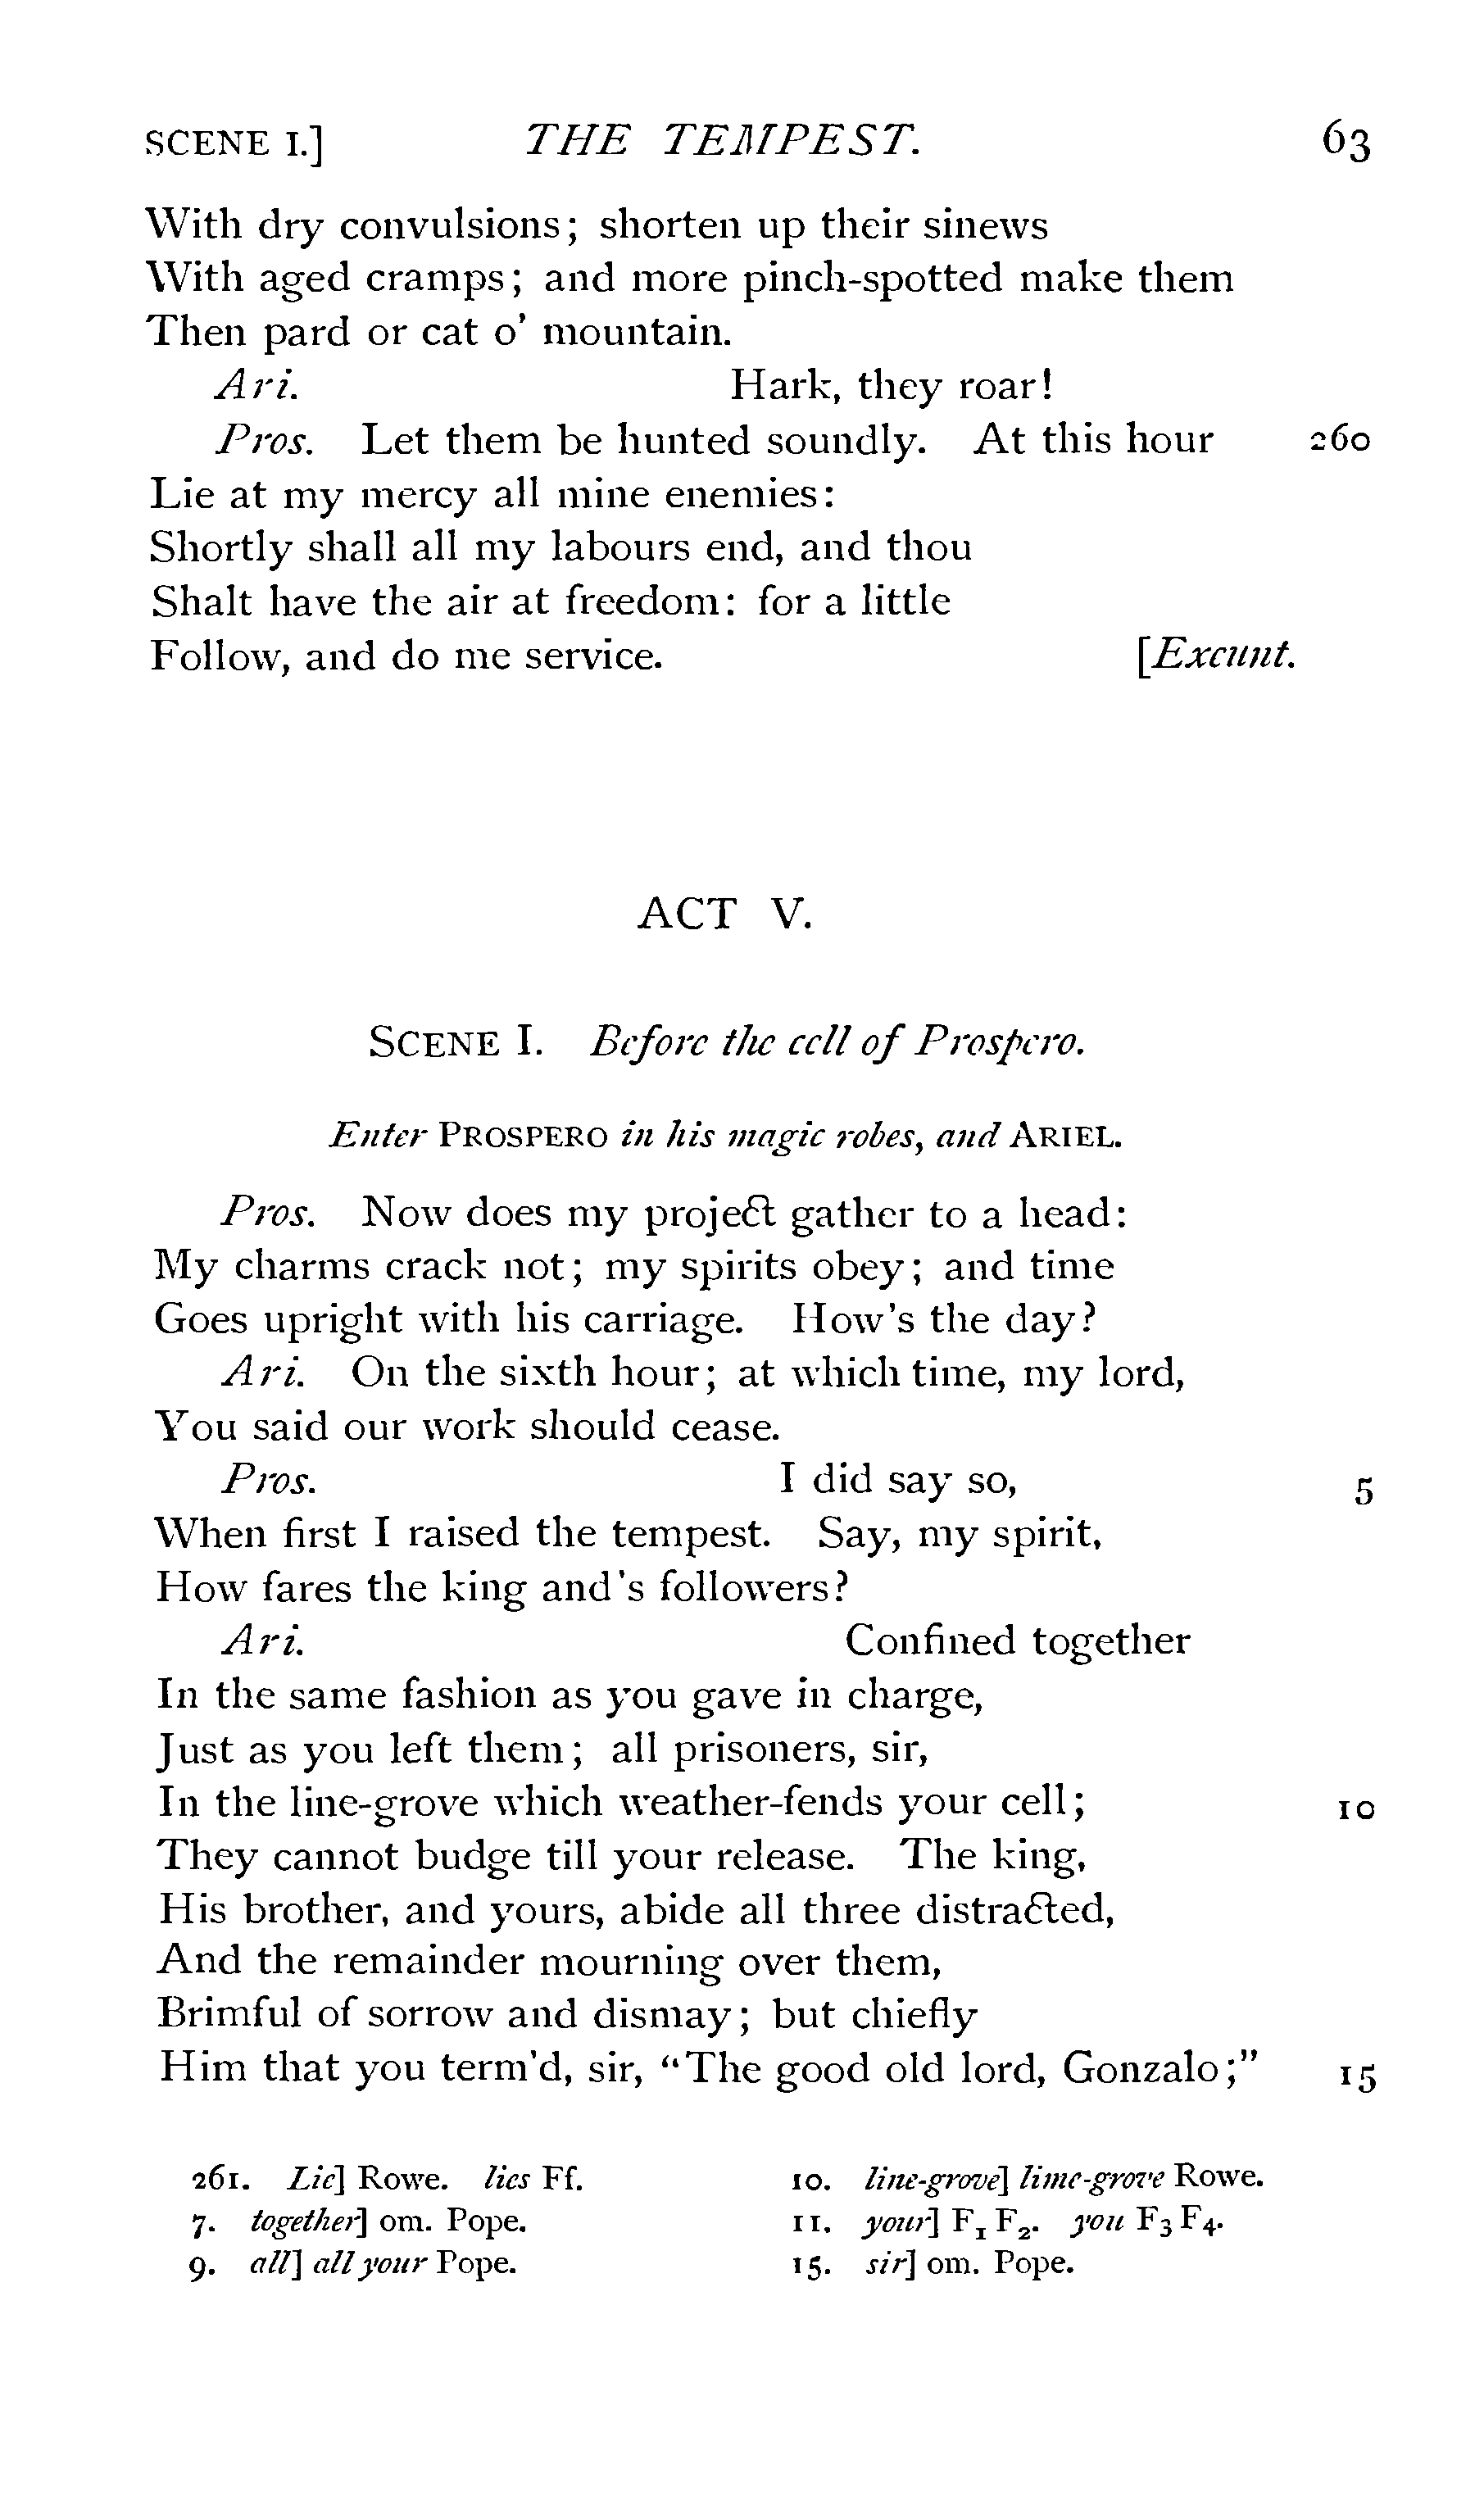 SCENE I.] THE TEMPEST. 63
With dry convulsions; shorten up their sinews
With aged cramps; and more pinch-spotted make them
Then pard or cat o' mountain.
Ari. Hark, they roar!
Pros. Let them be hunted soundly. At this hour 260
Lie at my mercy all mine enemies:
Shortly shall all my labours end, and thou
Shalt have the air at freedom: for a little
Follow, and do me service. [Exeunt.
ACT V.
SCENE I. Before the cell of Prospero.
Enter PROSPERO in his magic robes, and ARIEL.
Pros. Now does my project gather to a head:
My charms crack not; my spirits obey; and time
Goes upright with his carriage. How's the day?
Ari. On the sixth hour; at which time, my lord,
You said our work should cease.
Pros. I did say so, 5
When first I raised the tempest. Say, my spirit,
How fares the king and's followers?
Ari. Confined together
In the same fashion as you gave in charge,
Just as you left them; all prisoners, sir,
In the line-grove which weather-fends your cell; 10
They cannot budge till your release. The king,
His brother, and yours, abide all three distracted,
And the remainder mourning over them,
Brimful of sorrow and dismay; but chiefly
Him that you term'd, sir, "The good old lord, Gonzalo;" 15
261. Lie] Rowe. lies Ff.
7. together] om. Pope.
9. all] all your Pope.
10. line-grove] lime-grove Rowe.
11. your] F1 F2. you F3 F4.
15. sir] om. Pope.